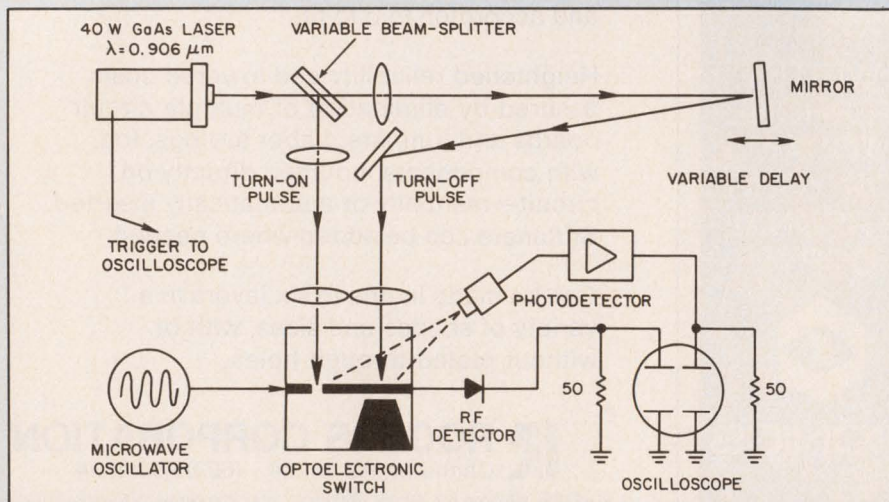 40 W GaAs LASER
λ=0.906 μm
VARIABLE BEAM-SPLITTER
MIRROR
VARIABLE DELAY
TURN-ON
PULSE
TURN-OFF
PULSE
TRIGGER TO
OSCILLOSCOPE
PHOTODETECTOR
50
50
RF
DETECTOR
MICROWAVE
OSCILLATOR
OPTOELECTRONIC
SWITCH
OSCILLOSCOPE